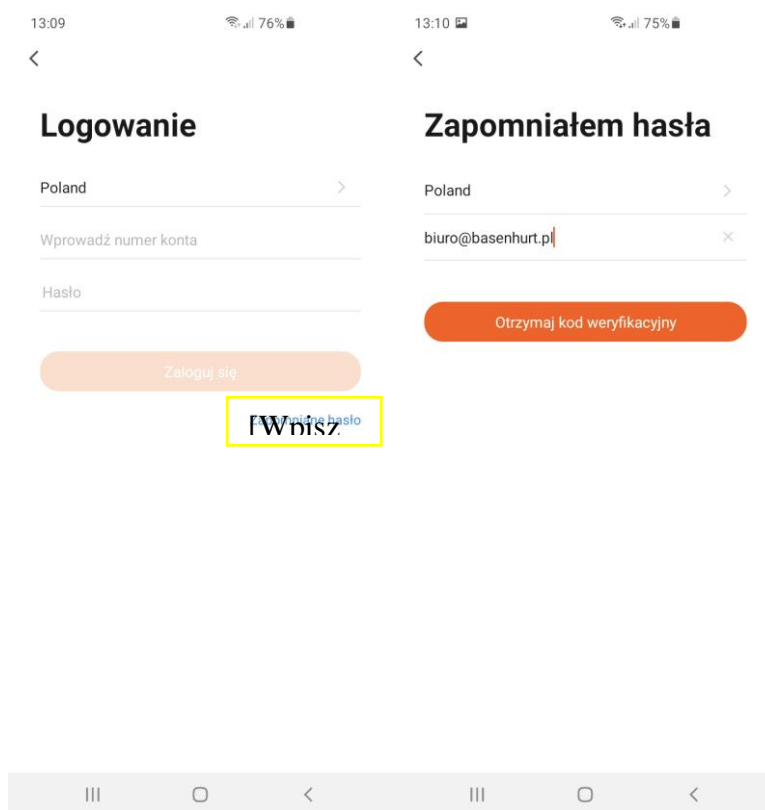 13:09
76%
Logowanie
Poland
Wprowadź numer konta
Hasło
Zaloguj się
Zapomniane hasło
[Wpisz
13:10
75%
Zapomniałem hasła
Poland
biuro@basenhurt.pl
Otrzymaj kod weryfikacyjny